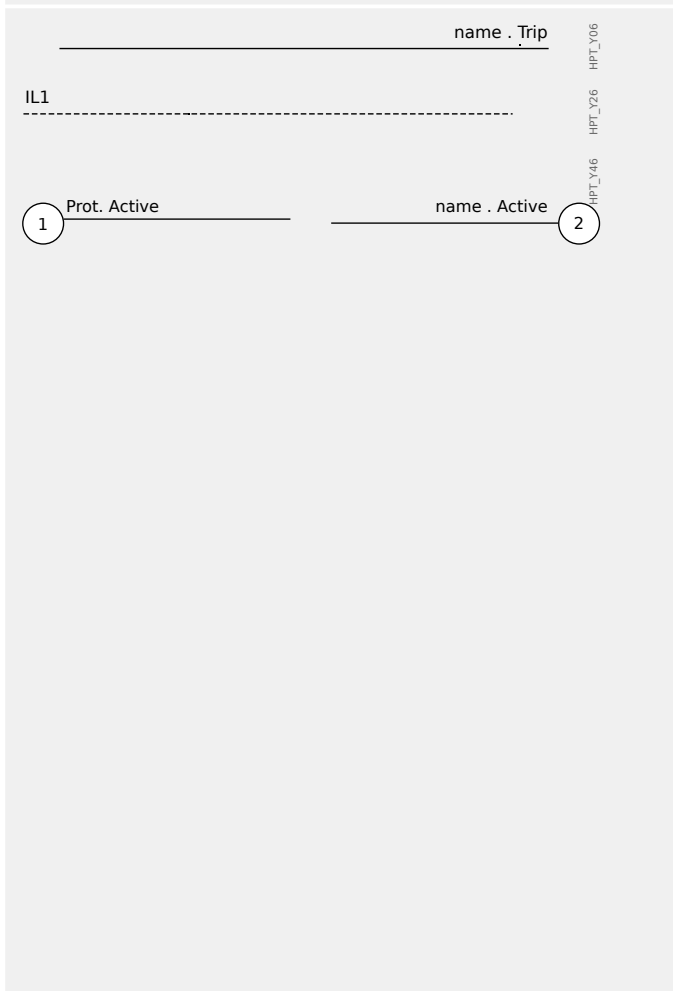 name . Trip
HPT_Y06
IL1
HPT_Y26
HPT_Y46
Prot. Active
name . Active
1
2